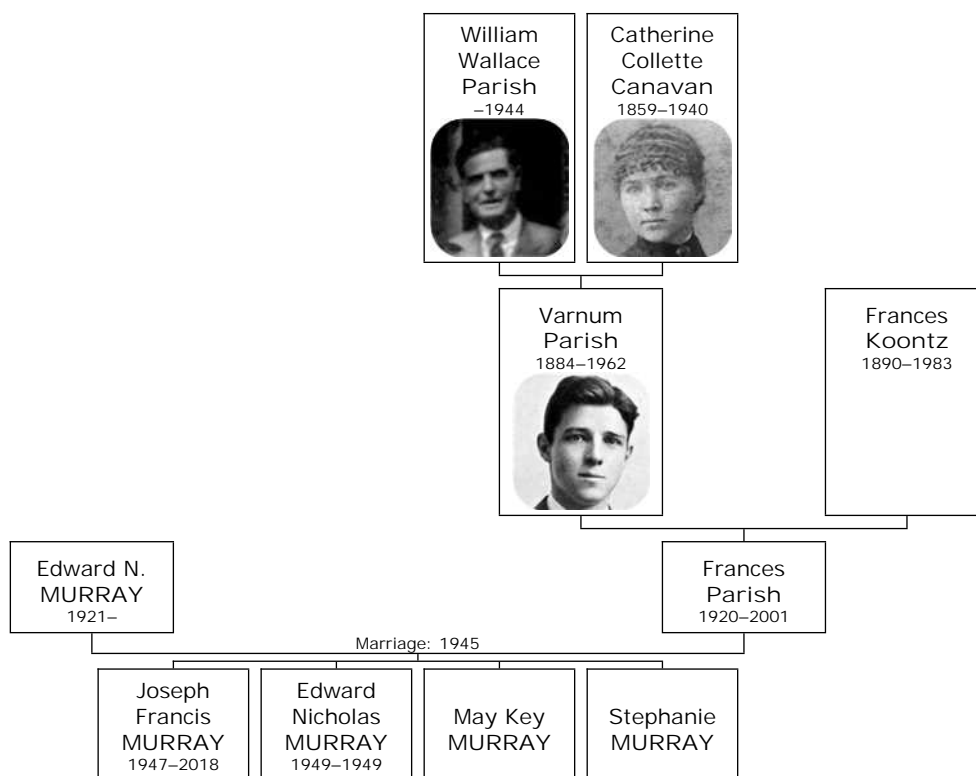 William
Wallace
Parish
–1944
Catherine
Collette
Canavan
1859–1940
Varnum
Parish
1884–1962
Frances
Koontz
1890–1983
Edward N.
MURRAY
1921–
Frances
Parish
1920–2001
Marriage: 1945
Joseph
Francis
MURRAY
1947–2018
Edward
Nicholas
MURRAY
1949–1949
May Key
MURRAY
Stephanie
MURRAY